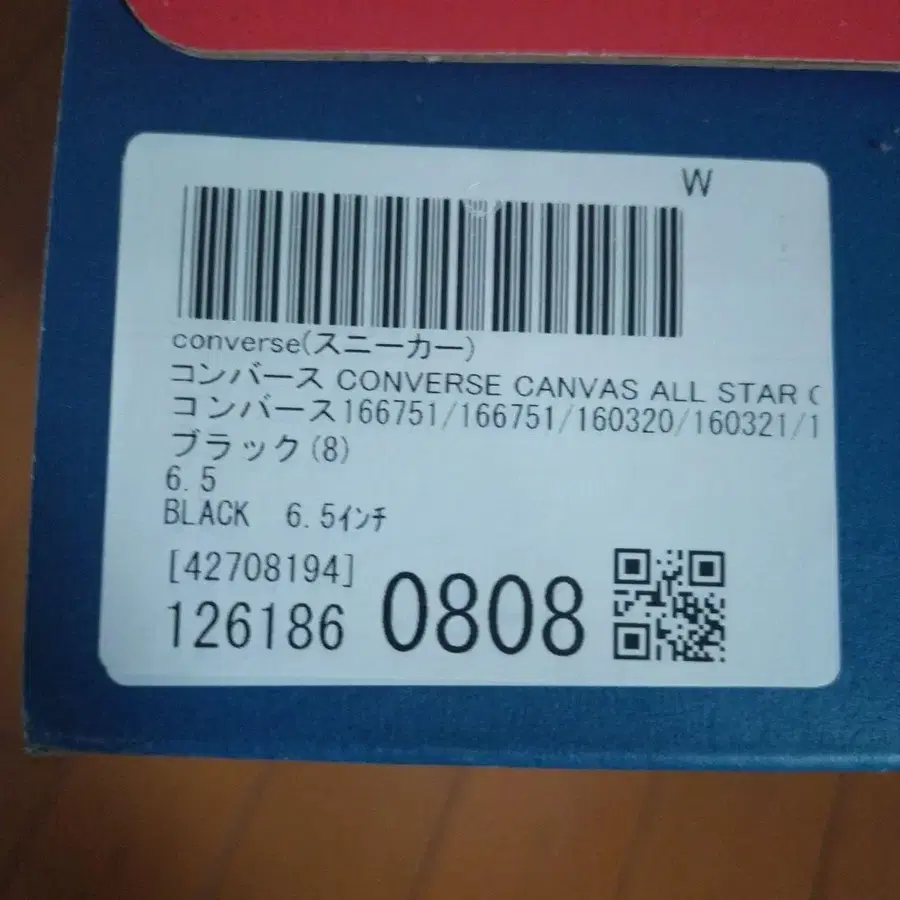 W
converse(スニーカー)
コンバース CONVERSE CANVAS ALL STAR
コンバース166751/166751/160320/160321/1
ブラック(8)
6.5
BLACK 6.5インチ
[42708194]
126186 0808